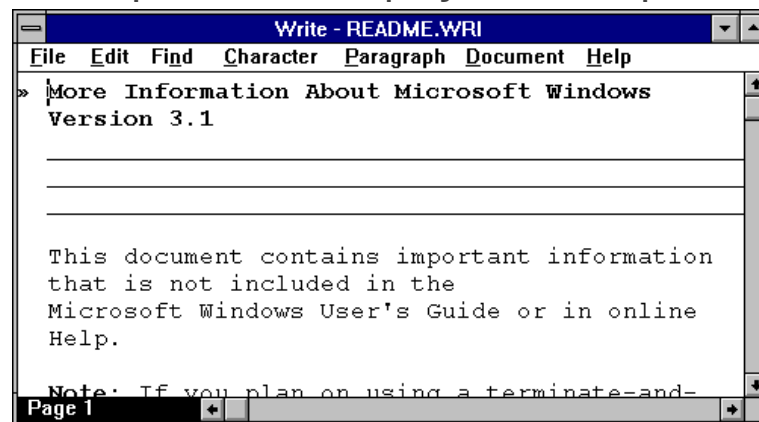 Write - README.WRI
File Edit Find Character Paragraph Document Help
» More Information About Microsoft Windows
Version 3.1
This document contains important information
that is not included in the
Microsoft Windows User's Guide or in online
Help.
Note: If you plan on using a terminate-and-
Page 1